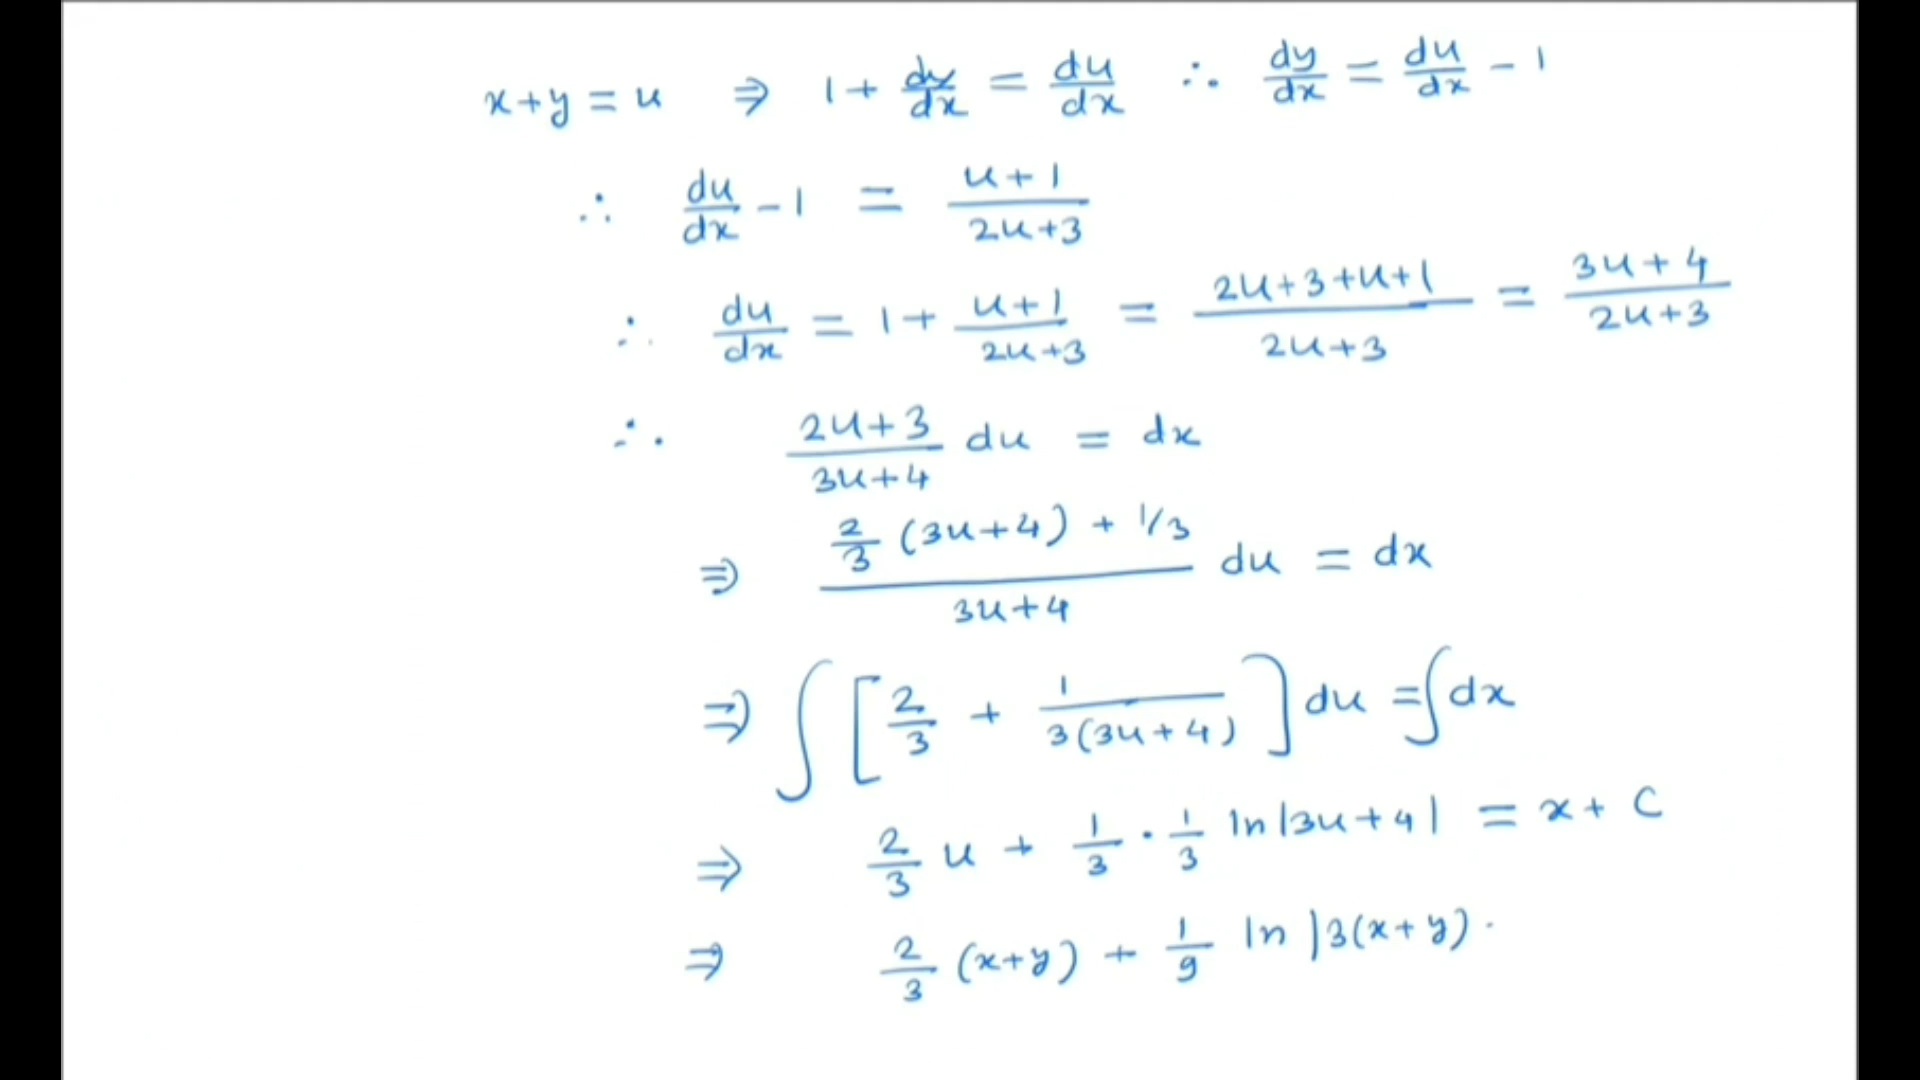 x+y = u ⇒ 1 + dy/dx = du/dx ∴ dy/dx = du/dx - 1
∴ du/dx - 1 = (u+1)/(2u+3)
∴ du/dx = 1 + (u+1)/(2u+3) = (2u+3+u+1)/(2u+3) = (3u+4)/(2u+3)
∴ (2u+3)/(3u+4) du = dx
⇒ (2/3 (3u+4) + 1/3)/(3u+4) du = dx
⇒ ∫ [2/3 + 1/(3(3u+4))] du = ∫ dx
⇒ 2/3 u + 1/3 · 1/3 ln |3u+4| = x + C
⇒ 2/3 (x+y) + 1/9 ln |3(x+y)